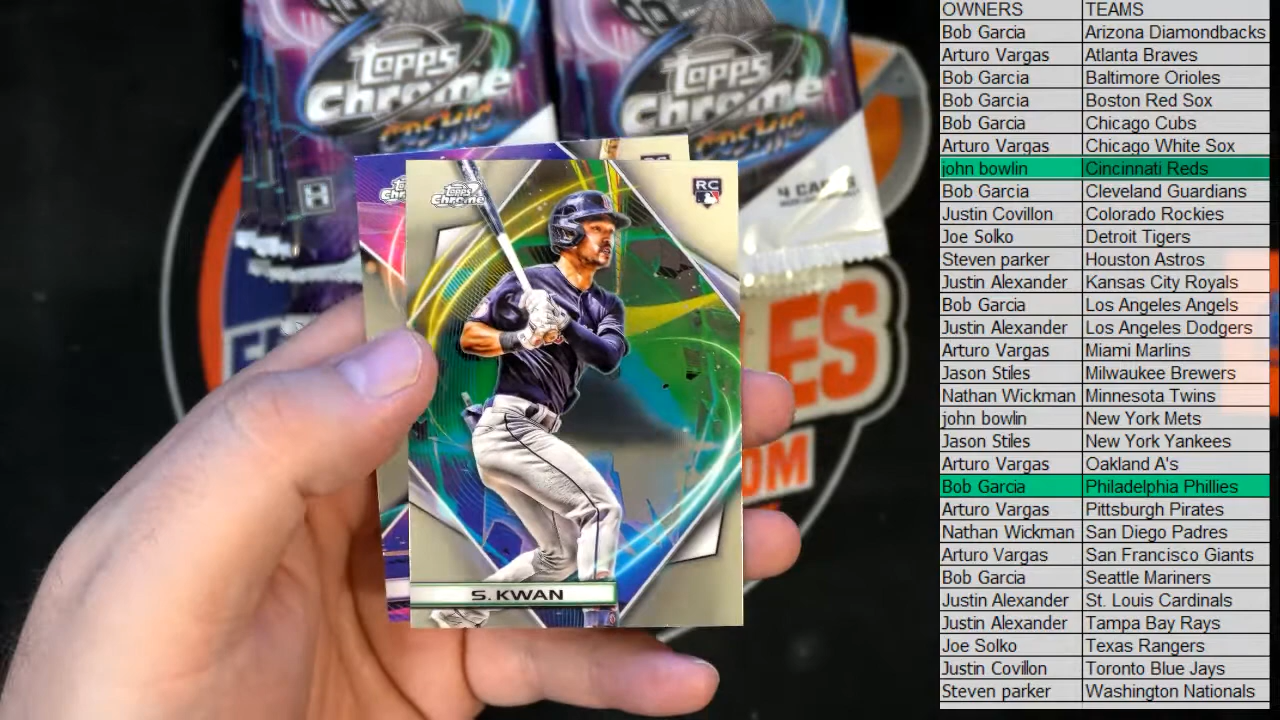 Topps
Chrome
COSMIC
Topps
Chrome
COSMIC
H
4 CARDS
Topps
Chrome
RC
S. KWAN
LES
OM
OWNERS TEAMS
Bob Garcia Arizona Diamondbacks
Arturo Vargas Atlanta Braves
Bob Garcia Baltimore Orioles
Bob Garcia Boston Red Sox
Bob Garcia Chicago Cubs
Arturo Vargas Chicago White Sox
john bowlin Cincinnati Reds
Bob Garcia Cleveland Guardians
Justin Covillon Colorado Rockies
Joe Solko Detroit Tigers
Steven parker Houston Astros
Justin Alexander Kansas City Royals
Bob Garcia Los Angeles Angels
Justin Alexander Los Angeles Dodgers
Arturo Vargas Miami Marlins
Jason Stiles Milwaukee Brewers
Nathan Wickman Minnesota Twins
john bowlin New York Mets
Jason Stiles New York Yankees
Arturo Vargas Oakland A's
Bob Garcia Philadelphia Phillies
Arturo Vargas Pittsburgh Pirates
Nathan Wickman San Diego Padres
Arturo Vargas San Francisco Giants
Bob Garcia Seattle Mariners
Justin Alexander St. Louis Cardinals
Justin Alexander Tampa Bay Rays
Joe Solko Texas Rangers
Justin Covillon Toronto Blue Jays
Steven parker Washington Nationals